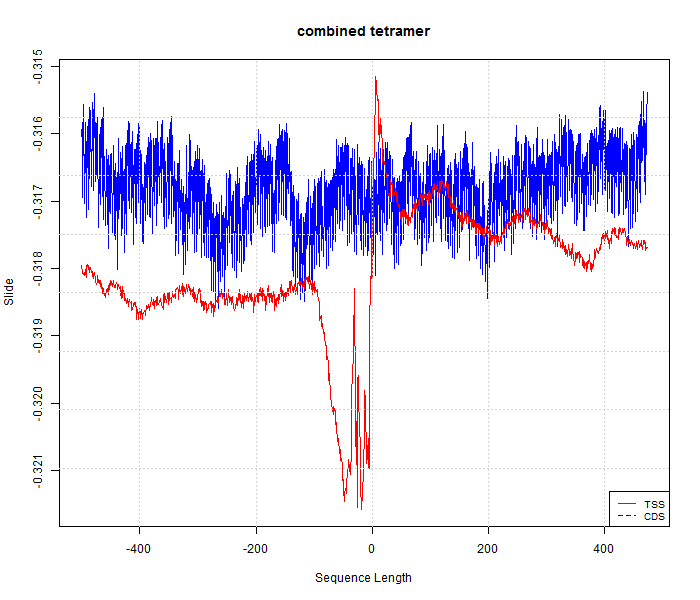 combined tetramer
-0.315
-0.316
-0.317
-0.318
-0.319
-0.320
-0.321
Slide
-400
-200
0
200
400
Sequence Length
TSS
CDS